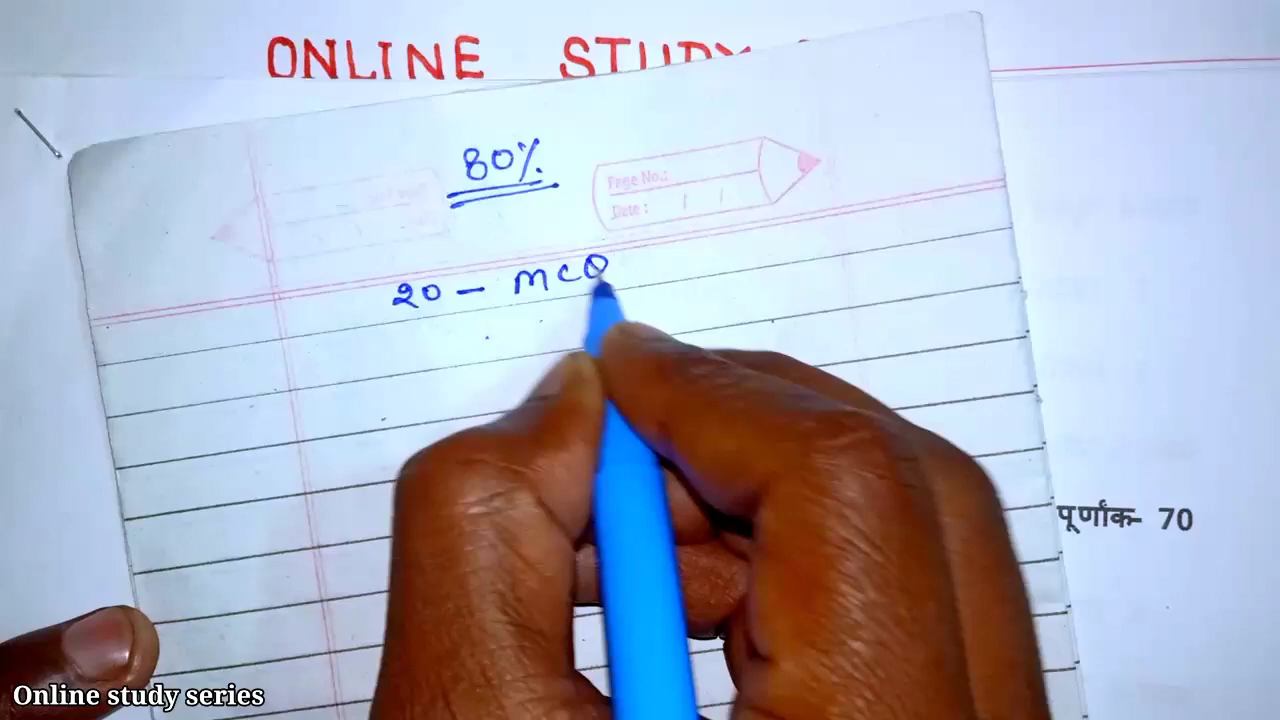 ONLINE STUDY
80%
Page No.:
Date :
20 - MCQ
पूर्णांक- 70
Online study series